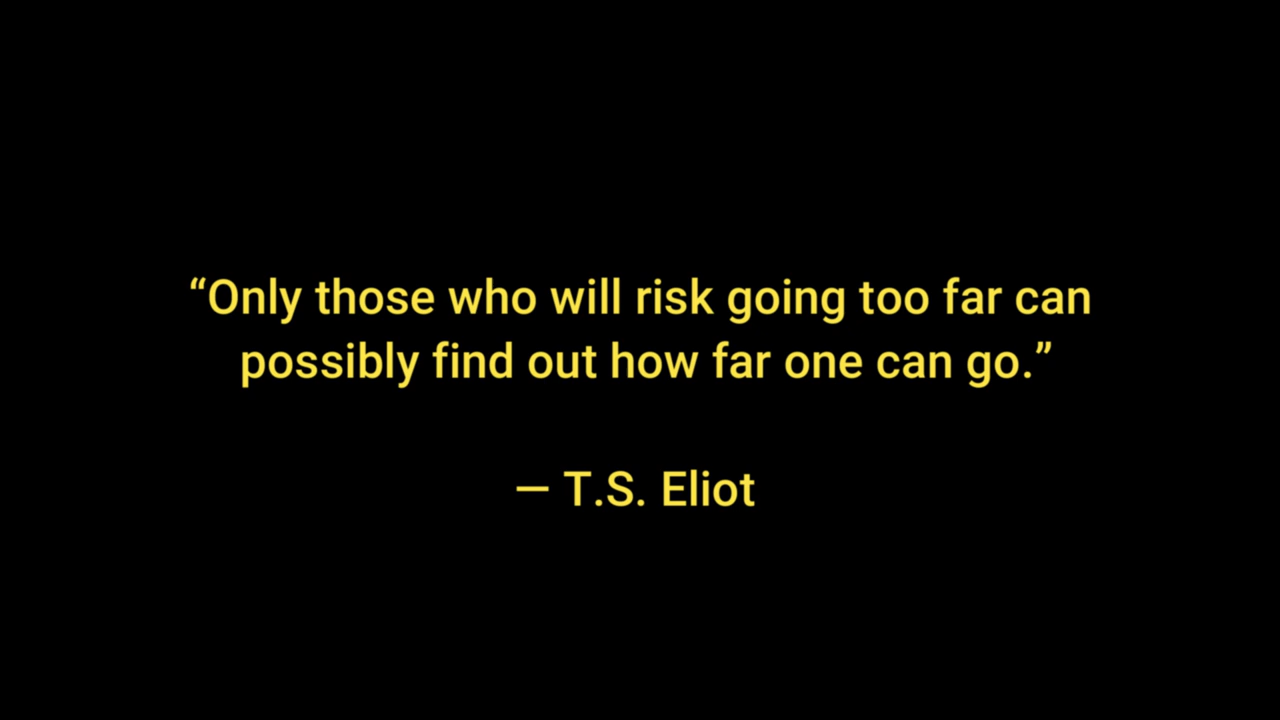 “Only those who will risk going too far can
possibly find out how far one can go.”
— T.S. Eliot